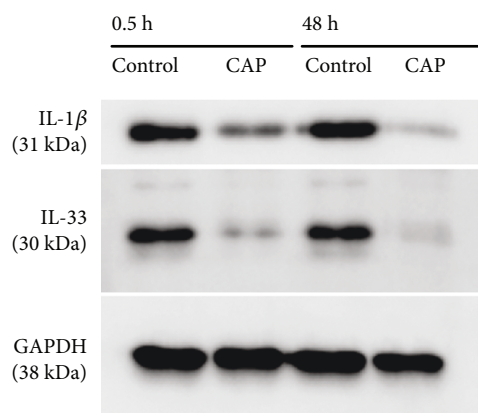 0.5 h 48 h
Control CAP Control CAP
IL-1β
(31 kDa)
IL-33
(30 kDa)
GAPDH
(38 kDa)